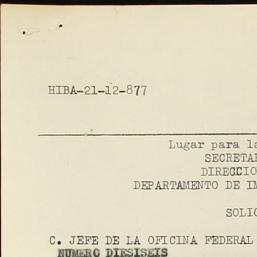 HIBA-21-12-877
Lugar para la
SECRETAR
DIRECCIO
DEPARTAMENTO DE IM
SOLIC
C. JEFE DE LA OFICINA FEDERAL
NUMERO DIESISEIS